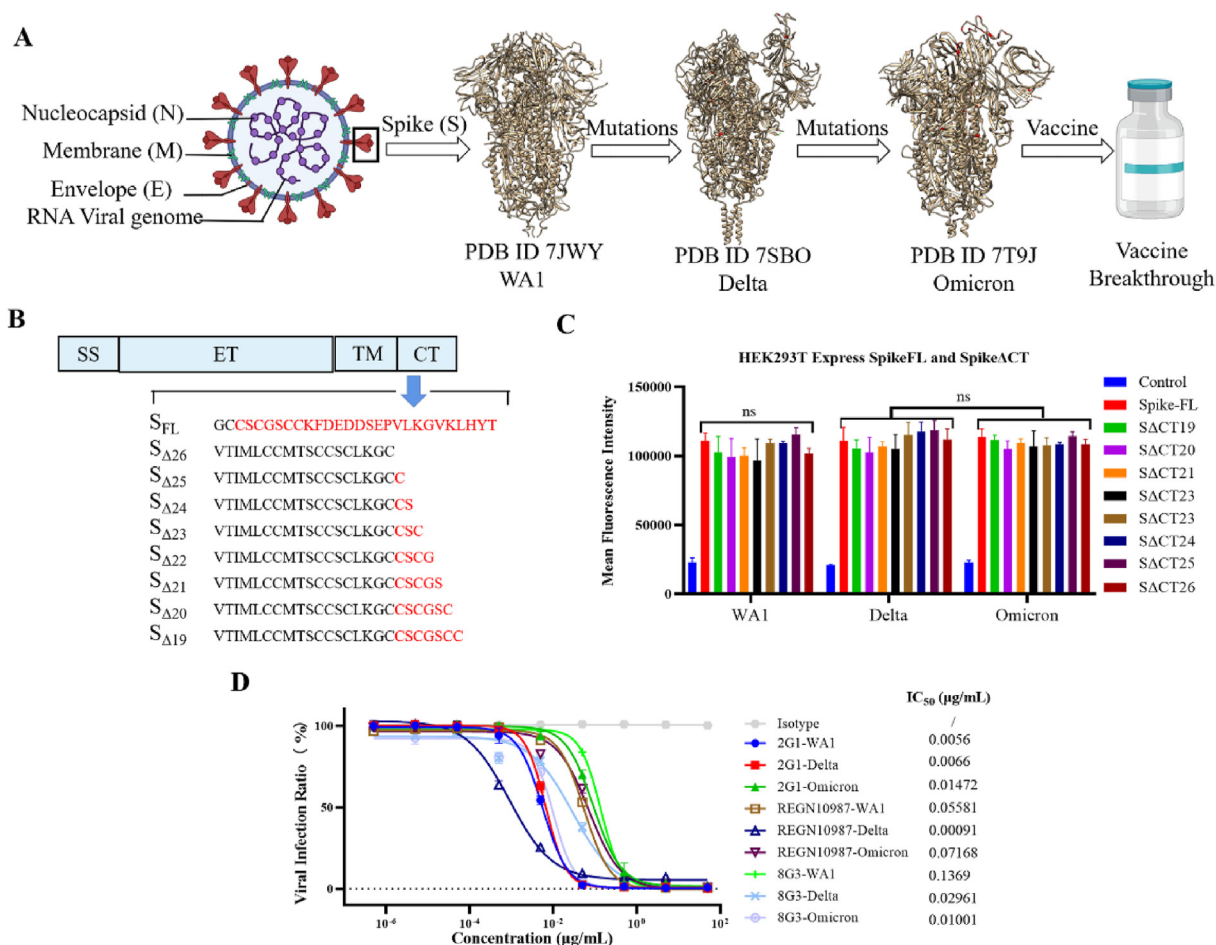 A
Nucleocapsid (N)
Membrane (M)
Envelope (E)
RNA Viral genome
Spike (S)
Mutations
Mutations
Vaccine
PDB ID 7JWY
WA1
PDB ID 7SBO
Delta
PDB ID 7T9J
Omicron
Vaccine
Breakthrough
B
SS ET TM CT
SFL GCCSCGSCCKFDEDDSEPVLKGVKLHYT
SΔ26 VTIMLCCMTSCCSCLKGC
SΔ25 VTIMLCCMTSCCSCLKGCC
SΔ24 VTIMLCCMTSCCSCLKGCCS
SΔ23 VTIMLCCMTSCCSCLKGCCSC
SΔ22 VTIMLCCMTSCCSCLKGCCSCG
SΔ21 VTIMLCCMTSCCSCLKGCCSCGS
SΔ20 VTIMLCCMTSCCSCLKGCCSCGSC
SΔ19 VTIMLCCMTSCCSCLKGCCSCGSCC
C
HEK293T Express SpikeFL and SpikeΔCT
Mean Fluorescence Intensity
150000
100000
50000
0
ns
ns
WA1 Delta Omicron
Control
Spike-FL
SΔCT19
SΔCT20
SΔCT21
SΔCT23
SΔCT23
SΔCT24
SΔCT25
SΔCT26
D
Viral Infection Ratio (%)
100
50
0
10-6 10-4 10-2 100 102
Concentration (µg/mL)
IC50 (µg/mL)
Isotype /
2G1-WA1 0.0056
2G1-Delta 0.0066
2G1-Omicron 0.01472
REGN10987-WA1 0.05581
REGN10987-Delta 0.00091
REGN10987-Omicron 0.07168
8G3-WA1 0.1369
8G3-Delta 0.02961
8G3-Omicron 0.01001